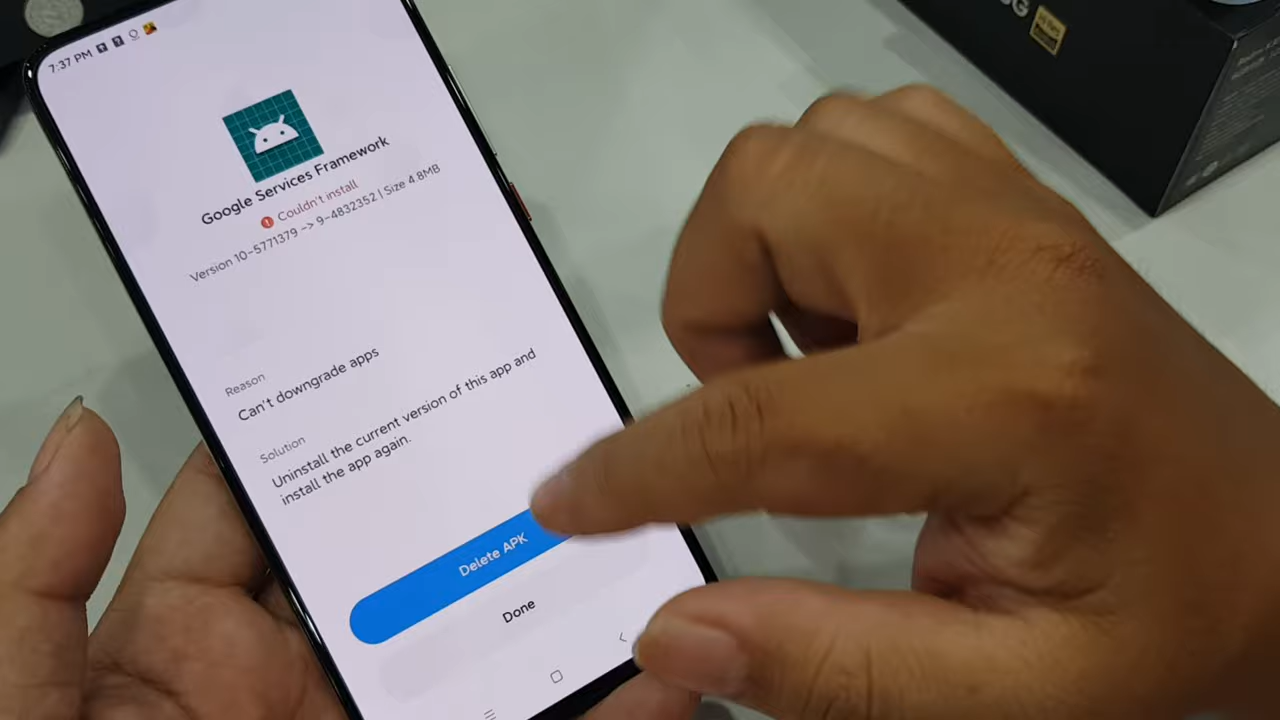 7:37 PM
Google Services Framework
Couldn't install
Version 10-5771379 -> 9-4832352 | Size 4.8MB
Reason
Can't downgrade apps
Solution
Uninstall the current version of this app and
install the app again.
Delete APK
Done